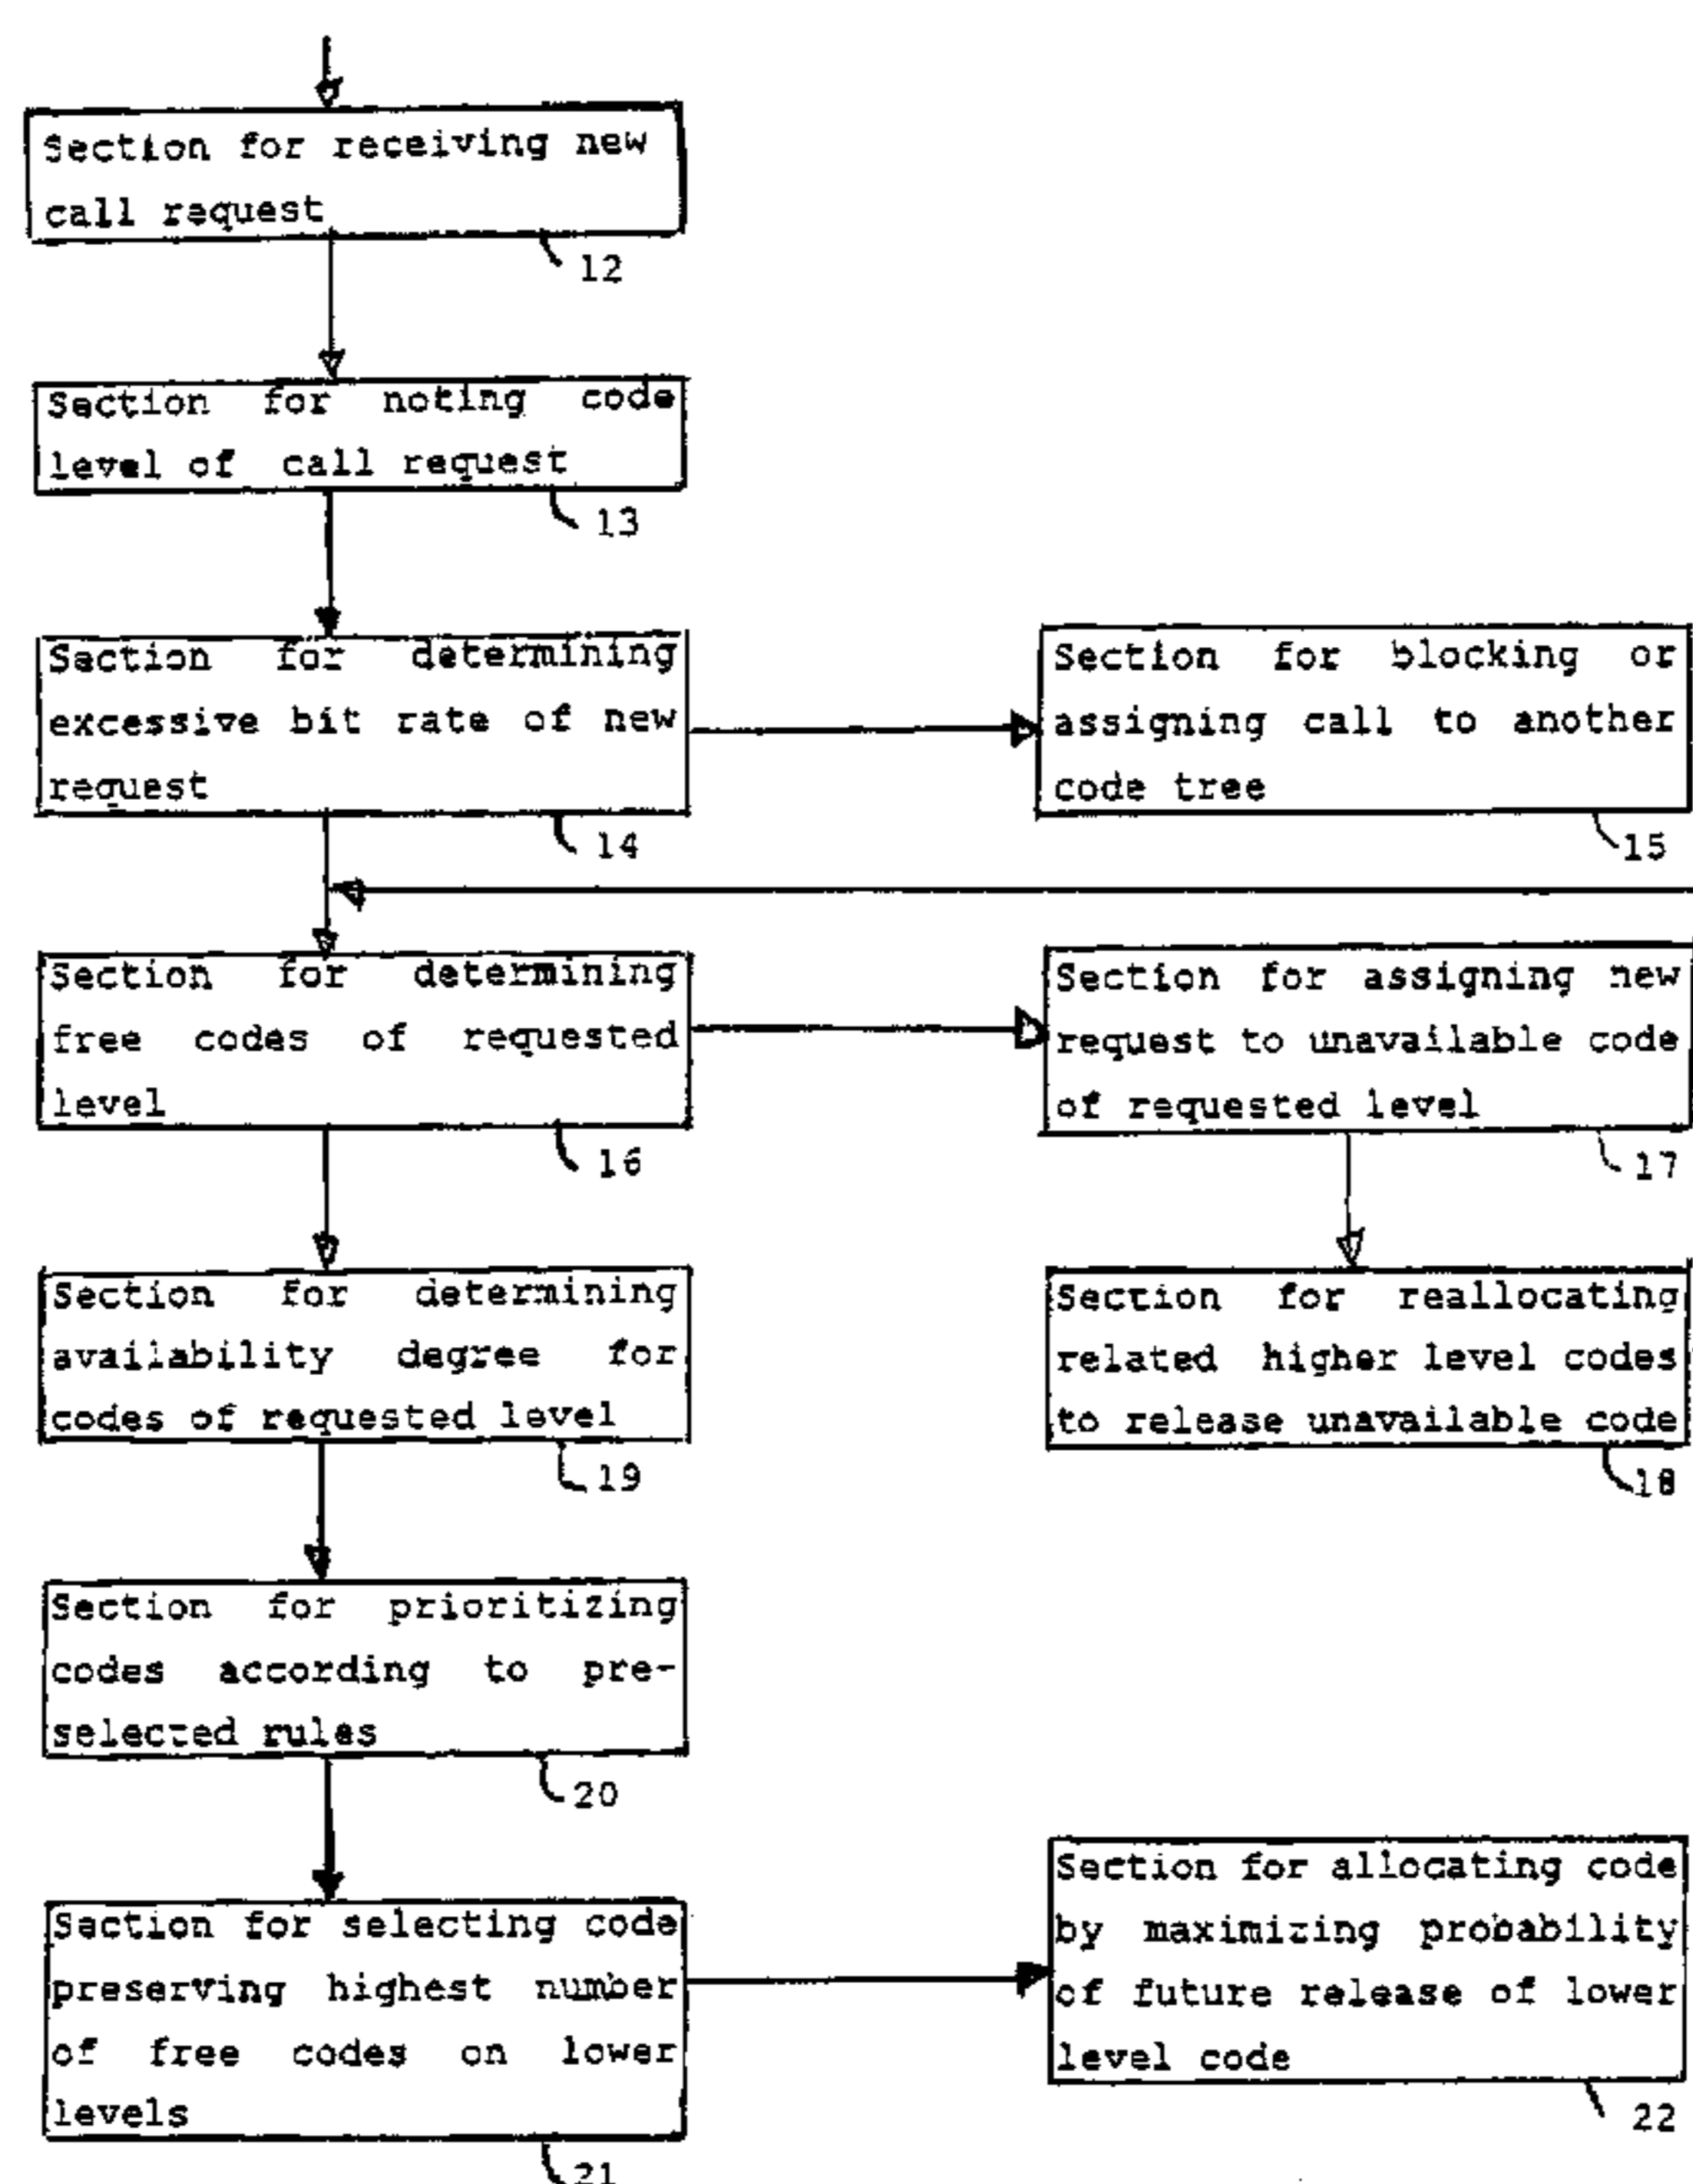 Section for receiving new
call request
12
Section for noting code
level of call request
13
Section for determining
excessive bit rate of new
request
14
Section for blocking or
assigning call to another
code tree
15
Section for determining
free codes of requested
level
16
Section for assigning new
request to unavailable code
of requested level
17
Section for reallocating
related higher level codes
to release unavailable code
18
Section for determining
availability degree for
codes of requested level
19
Section for prioritizing
codes according to pre-
selected rules
20
Section for selecting code
preserving highest number
of free codes on lower
levels
21
Section for allocating code
by maximizing probability
of future release of lower
level code
22